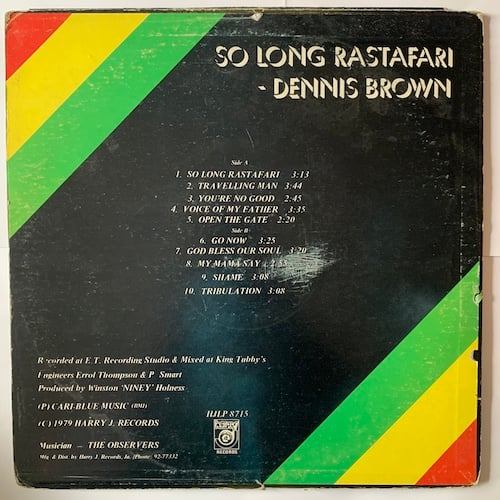 SO LONG RASTAFARI
- DENNIS BROWN
Side A
1. SO LONG RASTAFARI 3:13
2. TRAVELLING MAN 3:44
3. YOU'RE NO GOOD 2:45
4. VOICE OF MY FATHER 3:35
5. OPEN THE GATE 2:20
Side B
6. GO NOW 3:25
7. GOD BLESS OUR SOUL 3:20
8. MY MAMA SAY 2:55
9. SHAME 3:08
10. TRIBULATION 3:08
Recorded at E.T. Recording Studio & Mixed at King Tubby's
Engineers Errol Thompson & P. Smart
Produced by Winston 'NINEY' Holness
(P) CARI-BLUE MUSIC (BMI)
(C) 1979 HARRY J. RECORDS
HJLP 8715
RECORDS
Musician – THE OBSERVERS
Mfg & Dist by Harry J. Records, Ja. (Phone 92-77332